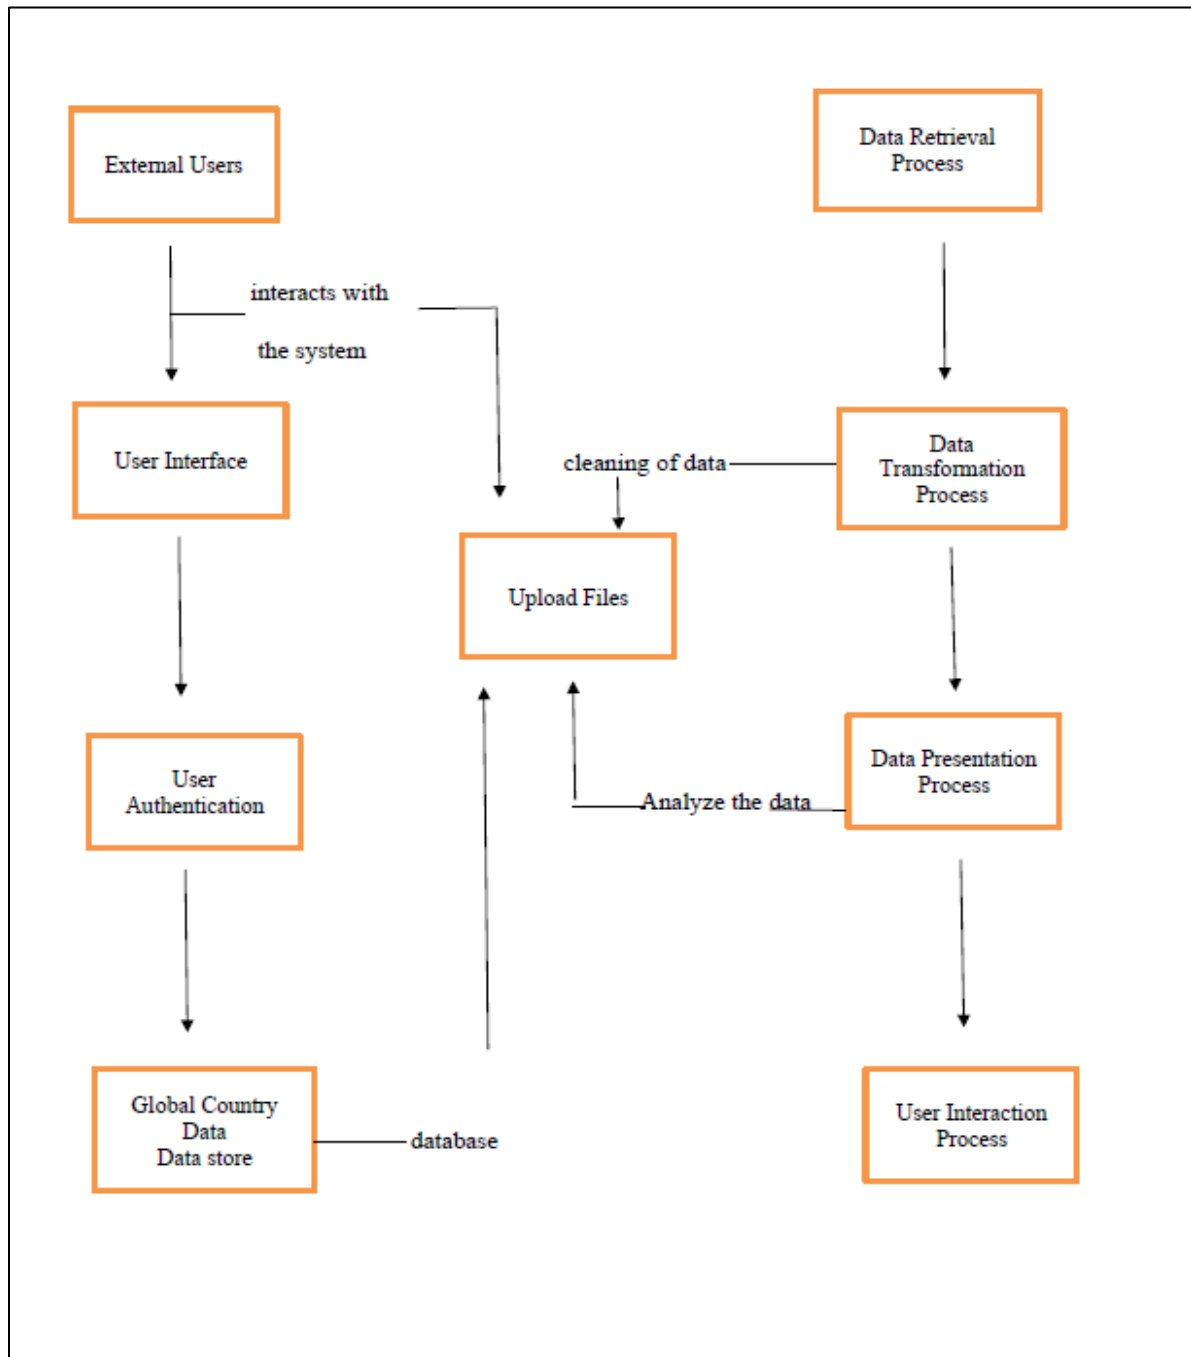 External Users
Data Retrieval
Process
interacts with
the system
User Interface
cleaning of data
Data
Transformation
Process
Upload Files
User
Authentication
Analyze the data
Data Presentation
Process
Global Country
Data
Data store
database
User Interaction
Process